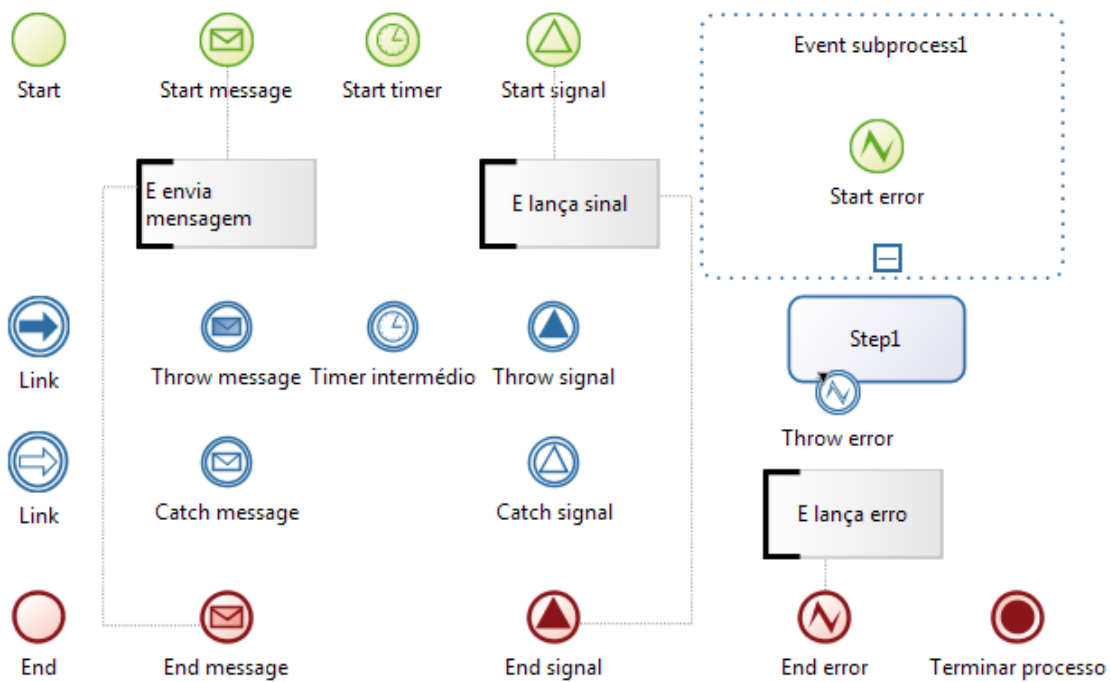 Event subprocess1
Start
Start message
Start timer
Start signal
Start error
E envia
mensagem
E lança sinal
Step1
Link
Throw message
Timer intermédio
Throw signal
Throw error
Link
Catch message
Catch signal
E lança erro
End
End message
End signal
End error
Terminar processo